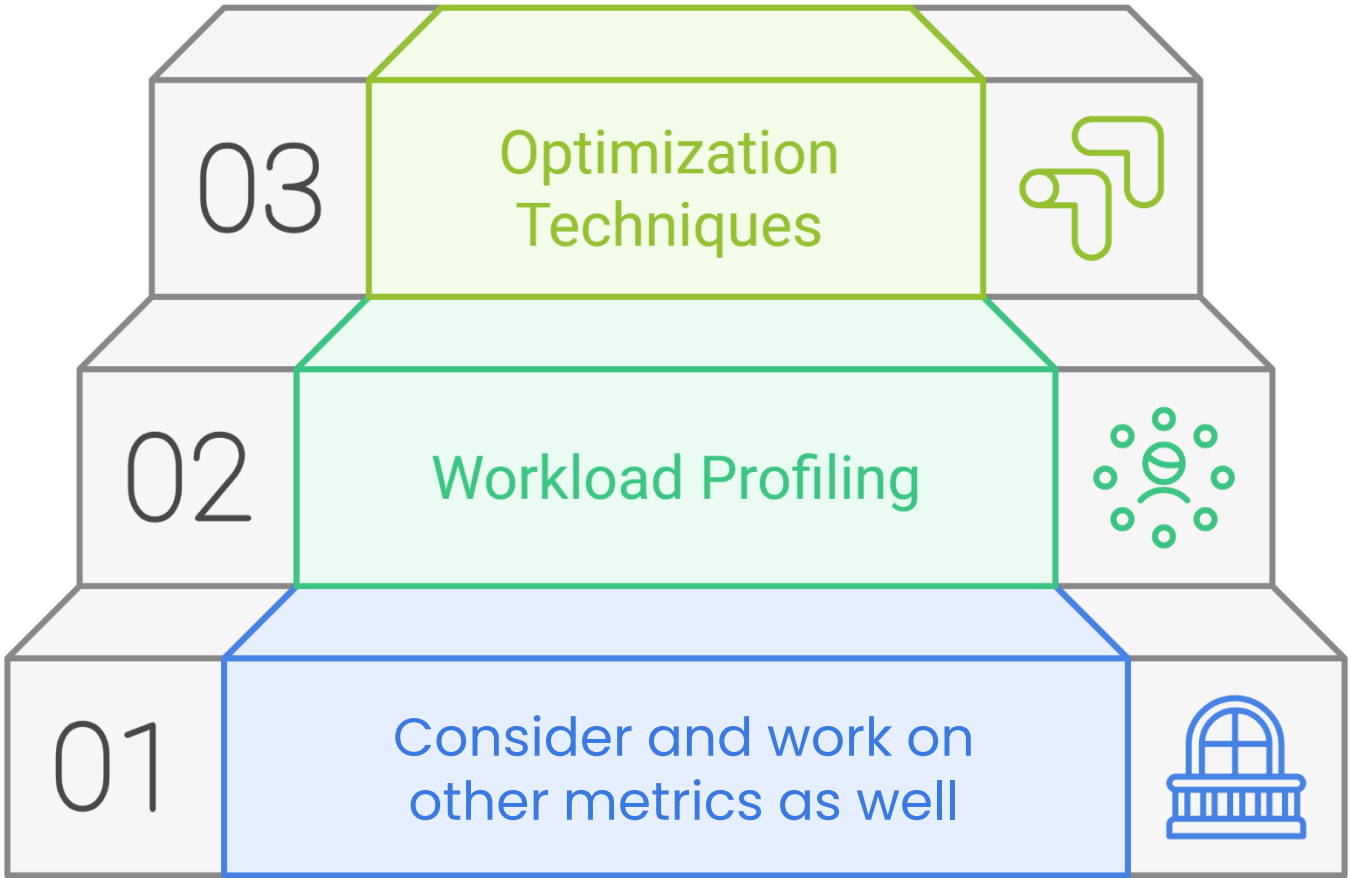 03
Optimization
Techniques
02
Workload Profiling
01
Consider and work on
other metrics as well